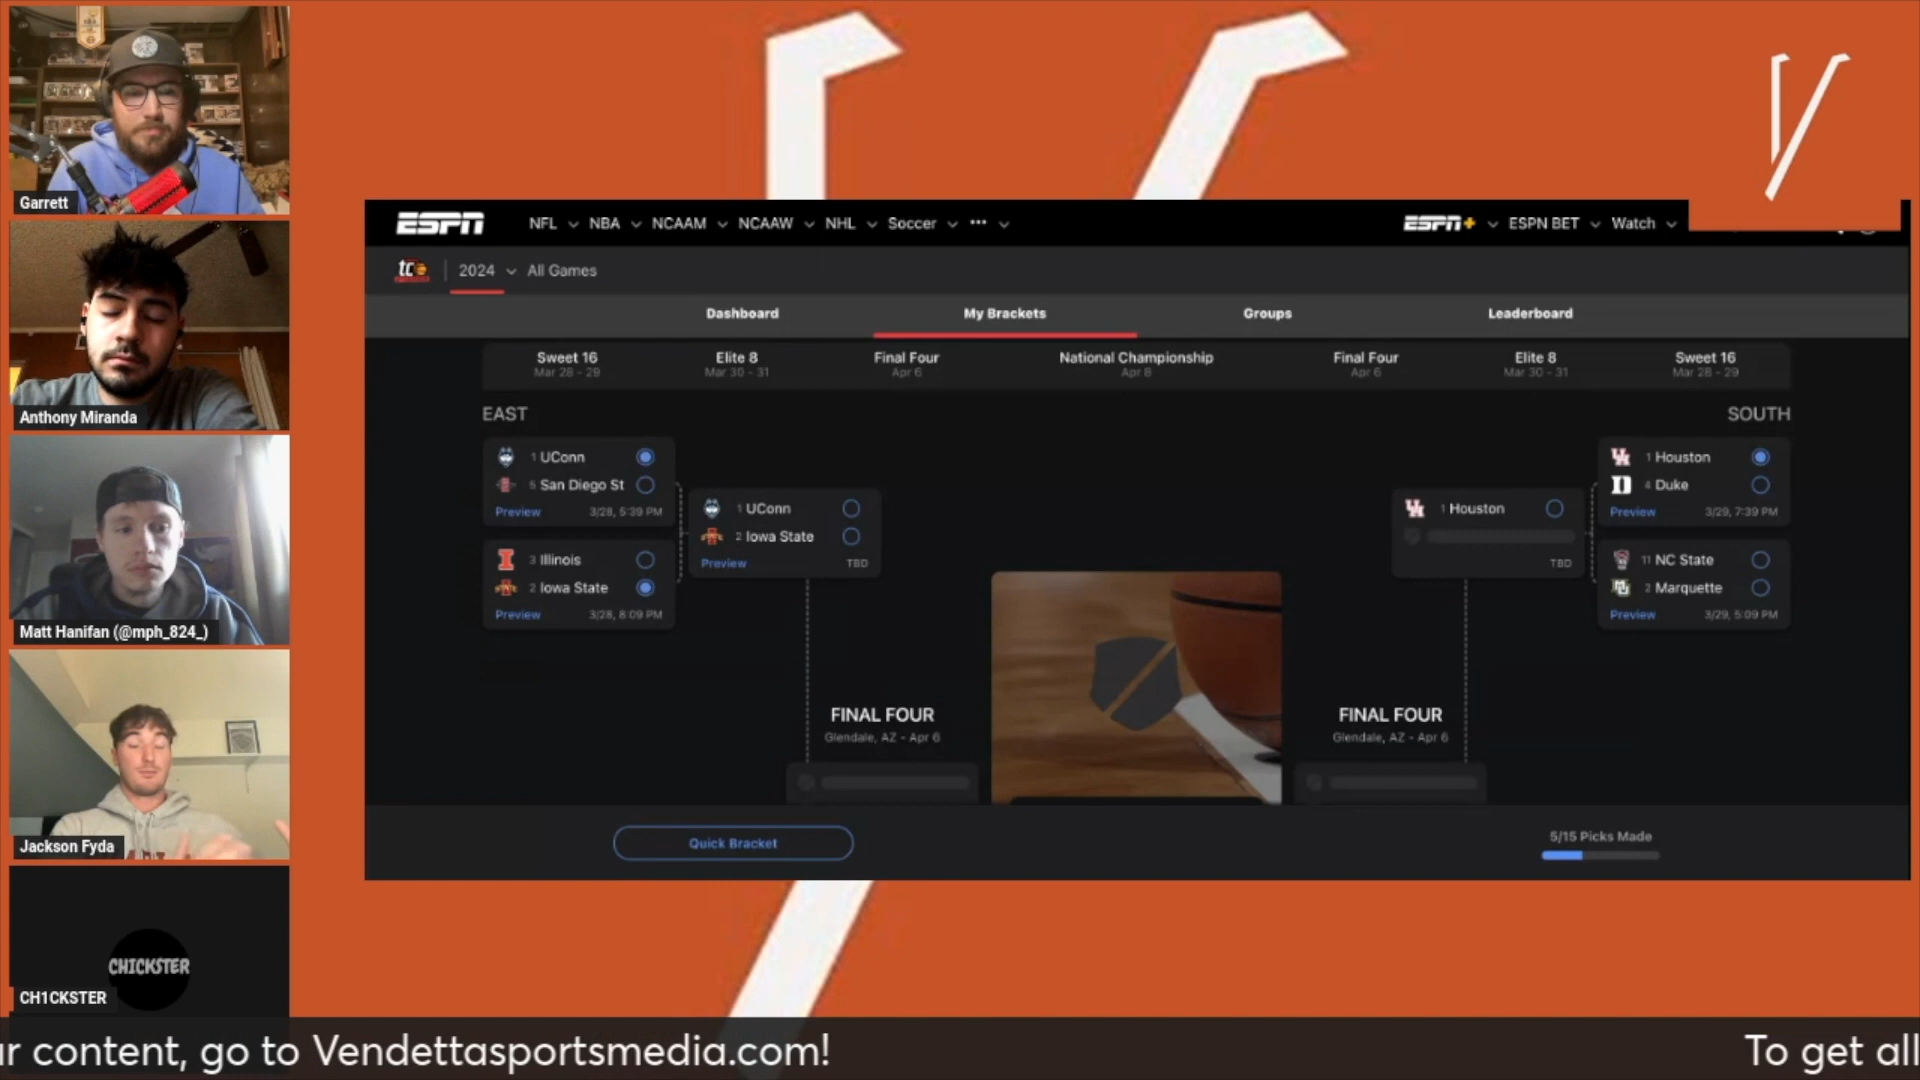 Garrett
Anthony Miranda
Matt Hanifan (@mph_824_)
Jackson Fyda
CHICKSTER
CH1CKSTER
ESPN
NFL
NBA
NCAAM
NCAAW
NHL
Soccer
•••
ESPN+
ESPN BET
Watch
tc
2024
All Games
Dashboard
My Brackets
Groups
Leaderboard
Sweet 16
Mar 28 - 29
Elite 8
Mar 30 - 31
Final Four
Apr 6
National Championship
Apr 8
Final Four
Apr 6
Elite 8
Mar 30 - 31
Sweet 16
Mar 28 - 29
EAST
1 UConn
5 San Diego St
Preview 3/28, 5:39 PM
3 Illinois
2 Iowa State
Preview 3/28, 8:09 PM
1 UConn
2 Iowa State
Preview TBD
SOUTH
1 Houston
4 Duke
Preview 3/29, 7:39 PM
11 NC State
2 Marquette
Preview 3/29, 5:09 PM
1 Houston
TBD
FINAL FOUR
Glendale, AZ - Apr 6
FINAL FOUR
Glendale, AZ - Apr 6
Quick Bracket
5/15 Picks Made
r content, go to Vendettasportsmedia.com! To get all